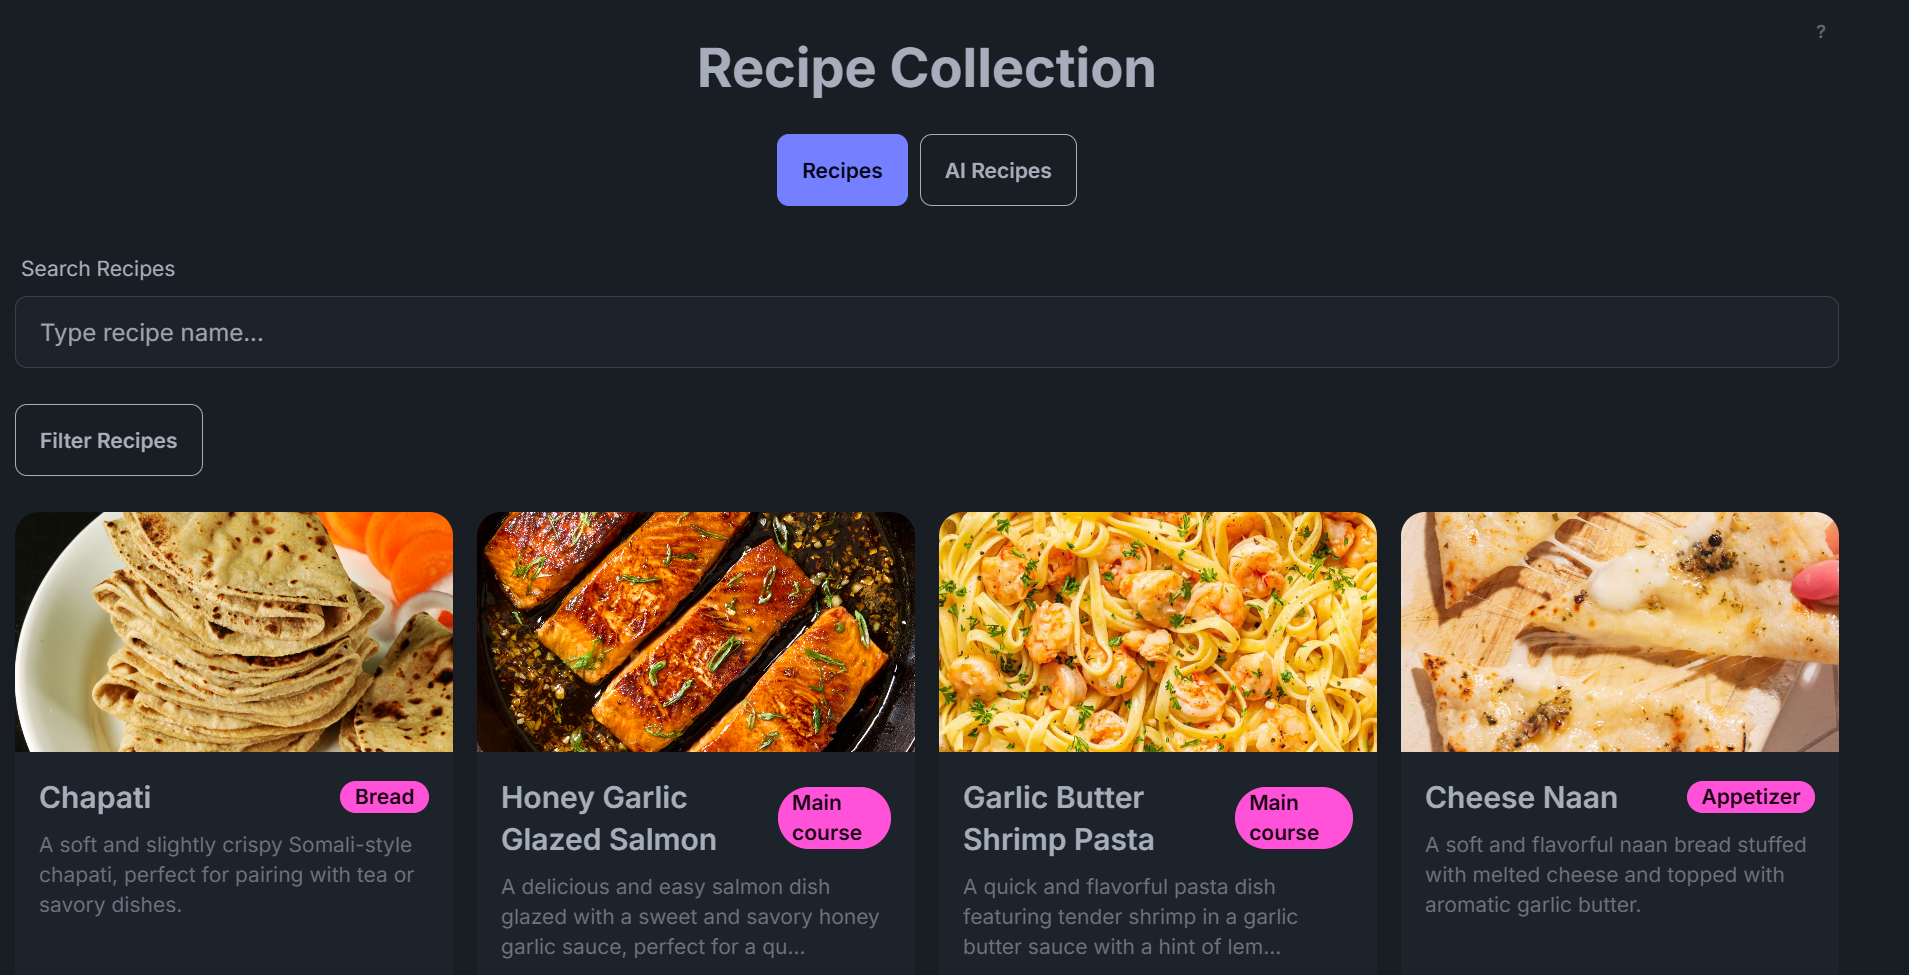 ?
Recipe Collection
Recipes
AI Recipes
Search Recipes
Type recipe name...
Filter Recipes
Chapati
Bread
A soft and slightly crispy Somali-style
chapati, perfect for pairing with tea or
savory dishes.
Honey Garlic
Glazed Salmon
Main
course
A delicious and easy salmon dish
glazed with a sweet and savory honey
garlic sauce, perfect for a qu...
Garlic Butter
Shrimp Pasta
Main
course
A quick and flavorful pasta dish
featuring tender shrimp in a garlic
butter sauce with a hint of lem...
Cheese Naan
Appetizer
A soft and flavorful naan bread stuffed
with melted cheese and topped with
aromatic garlic butter.